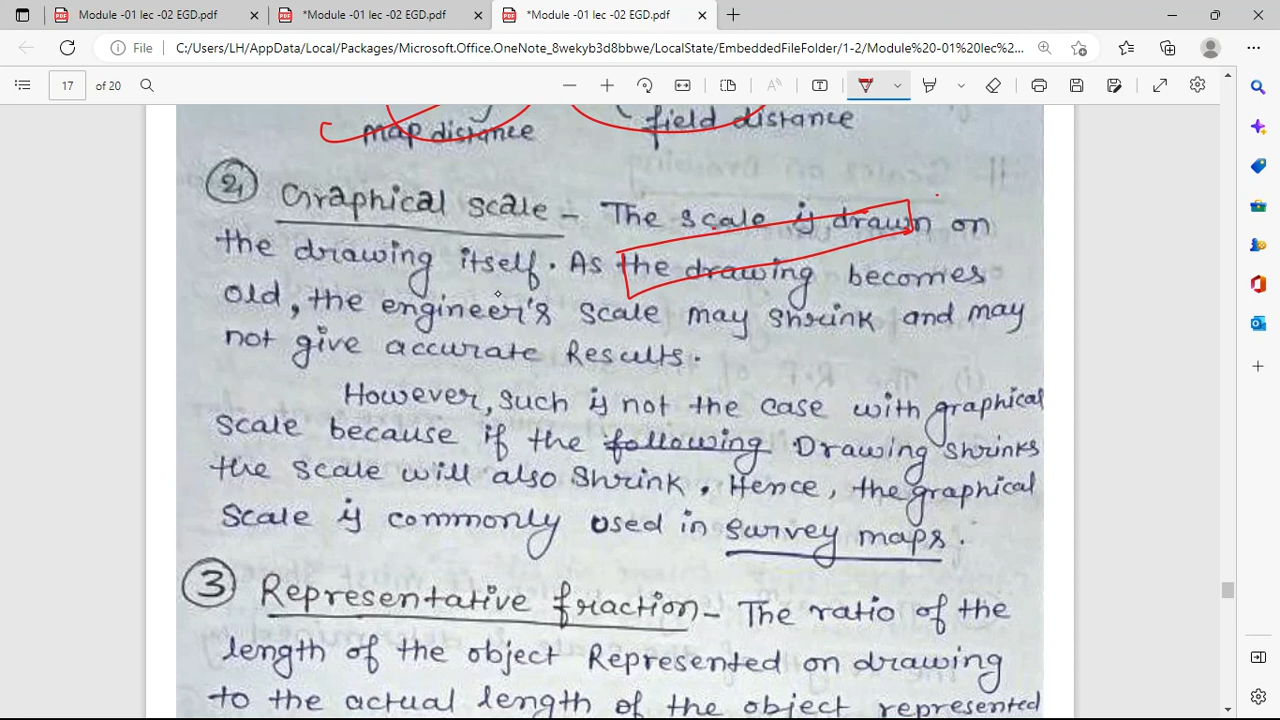 Module -01 lec -02 EGD.pdf
*Module -01 lec -02 EGD.pdf
*Module -01 lec -02 EGD.pdf
File
C:/Users/LH/AppData/Local/Packages/Microsoft.Office.OneNote_8wekyb3d8bbwe/LocalState/EmbeddedFileFolder/1-2/Module%20-01%20lec%2...
17 of 20
map distance field distance
2 Graphical scale - The scale is drawn on
the drawing itself. As the drawing becomes
old, the engineer's scale may shrink and may
not give accurate Results.
However, such is not the case with graphical
scale because if the following Drawing shrinks
the scale will also shrink. Hence, the graphical
scale is commonly used in survey maps.
3 Representative fraction - The ratio of the
length of the object Represented on drawing
to the actual length of the object represented